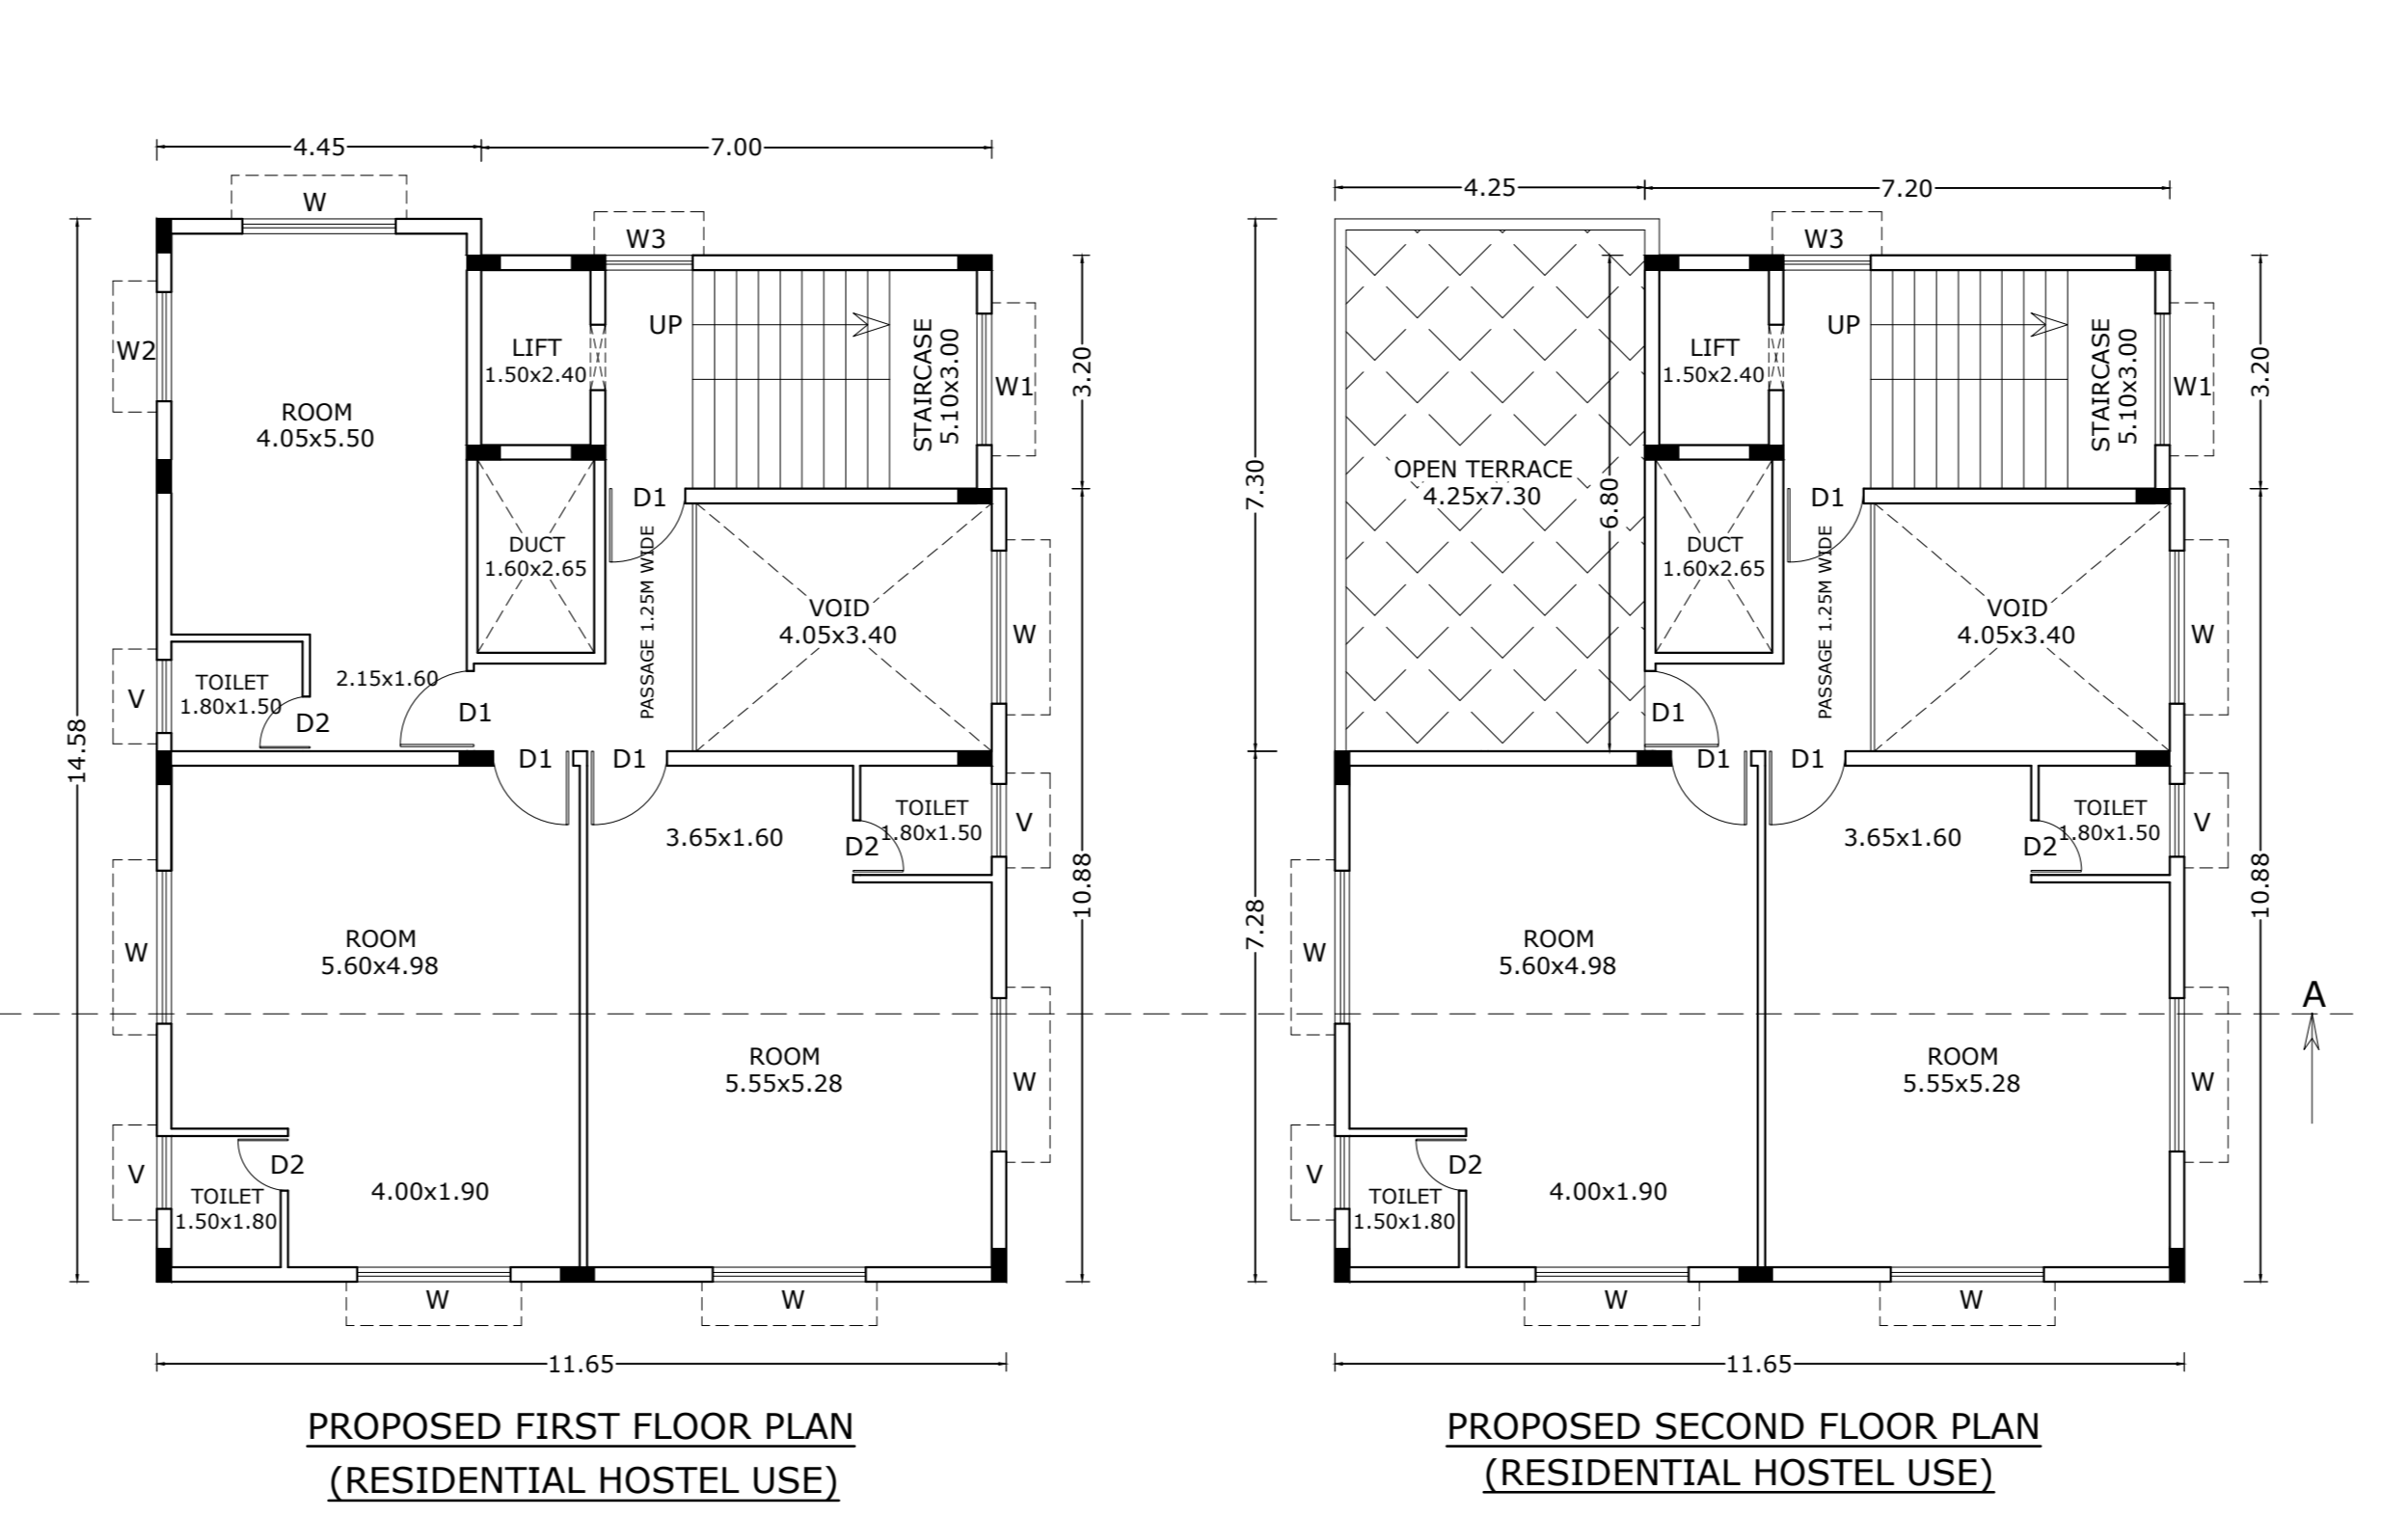 4.45
7.00
W
W3
W2
LIFT
1.50x2.40
UP
STAIRCASE
5.10x3.00
W1
3.20
ROOM
4.05x5.50
D1
DUCT
1.60x2.65
PASSAGE 1.25M WIDE
VOID
4.05x3.40
W
V
TOILET
1.80x1.50
D2
2.15x1.60
D1
14.58
D1
D1
TOILET
1.80x1.50
V
3.65x1.60
D2
10.88
W
ROOM
5.60x4.98
ROOM
5.55x5.28
W
V
D2
TOILET
1.50x1.80
4.00x1.90
W
W
11.65
PROPOSED FIRST FLOOR PLAN
(RESIDENTIAL HOSTEL USE)
4.25
7.20
W3
LIFT
1.50x2.40
UP
STAIRCASE
5.10x3.00
W1
3.20
7.30
OPEN TERRACE
4.25x7.30
6.80
D1
DUCT
1.60x2.65
PASSAGE 1.25M WIDE
VOID
4.05x3.40
W
D1
D1
D1
TOILET
1.80x1.50
V
3.65x1.60
D2
7.28
10.88
W
ROOM
5.60x4.98
A
ROOM
5.55x5.28
W
V
D2
TOILET
1.50x1.80
4.00x1.90
W
W
11.65
PROPOSED SECOND FLOOR PLAN
(RESIDENTIAL HOSTEL USE)